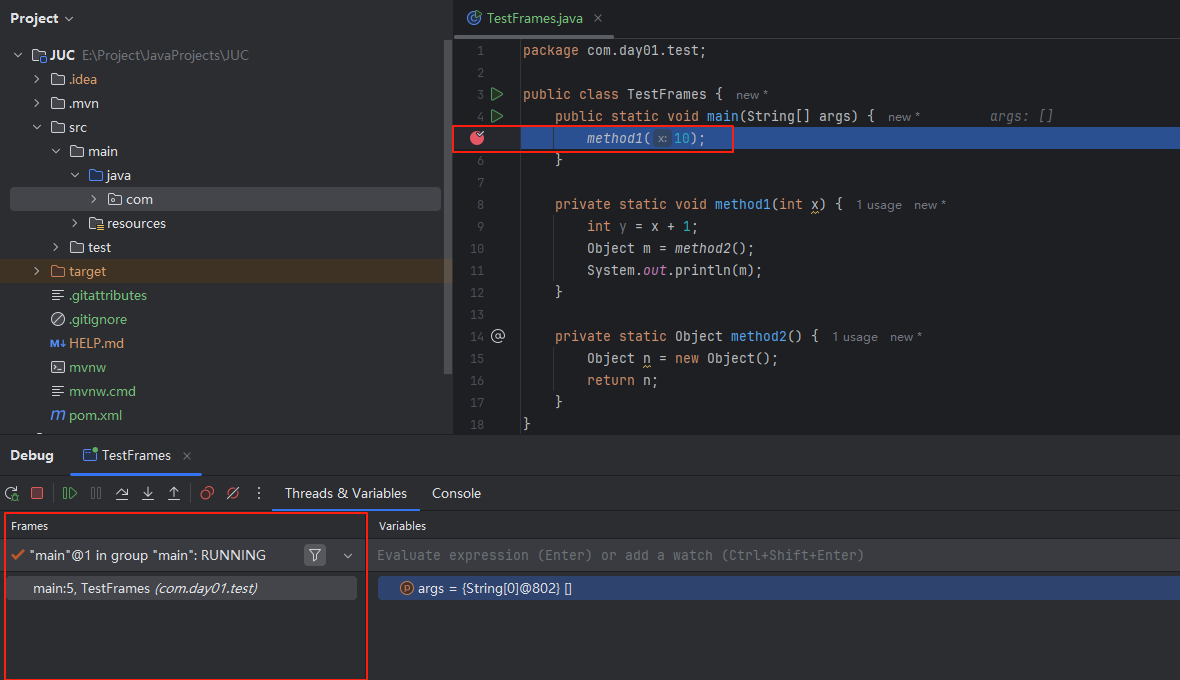 Project
JUC E:\Project\JavaProjects\JUC
.idea
.mvn
src
main
java
com
resources
test
target
.gitattributes
.gitignore
M↓ HELP.md
mvnw
mvnw.cmd
m pom.xml
TestFrames.java
1 package com.day01.test;
2
3 public class TestFrames { new *
4 public static void main(String[] args) { new * args: []
method1( x: 10);
6 }
7
8 private static void method1(int x) { 1 usage new *
9 int y = x + 1;
10 Object m = method2();
11 System.out.println(m);
12 }
13
14 @ private static Object method2() { 1 usage new *
15 Object n = new Object();
16 return n;
17 }
18 }
Debug TestFrames
Threads & Variables Console
Frames
"main"@1 in group "main": RUNNING
main:5, TestFrames (com.day01.test)
Variables
Evaluate expression (Enter) or add a watch (Ctrl+Shift+Enter)
P args = {String[0]@802} []